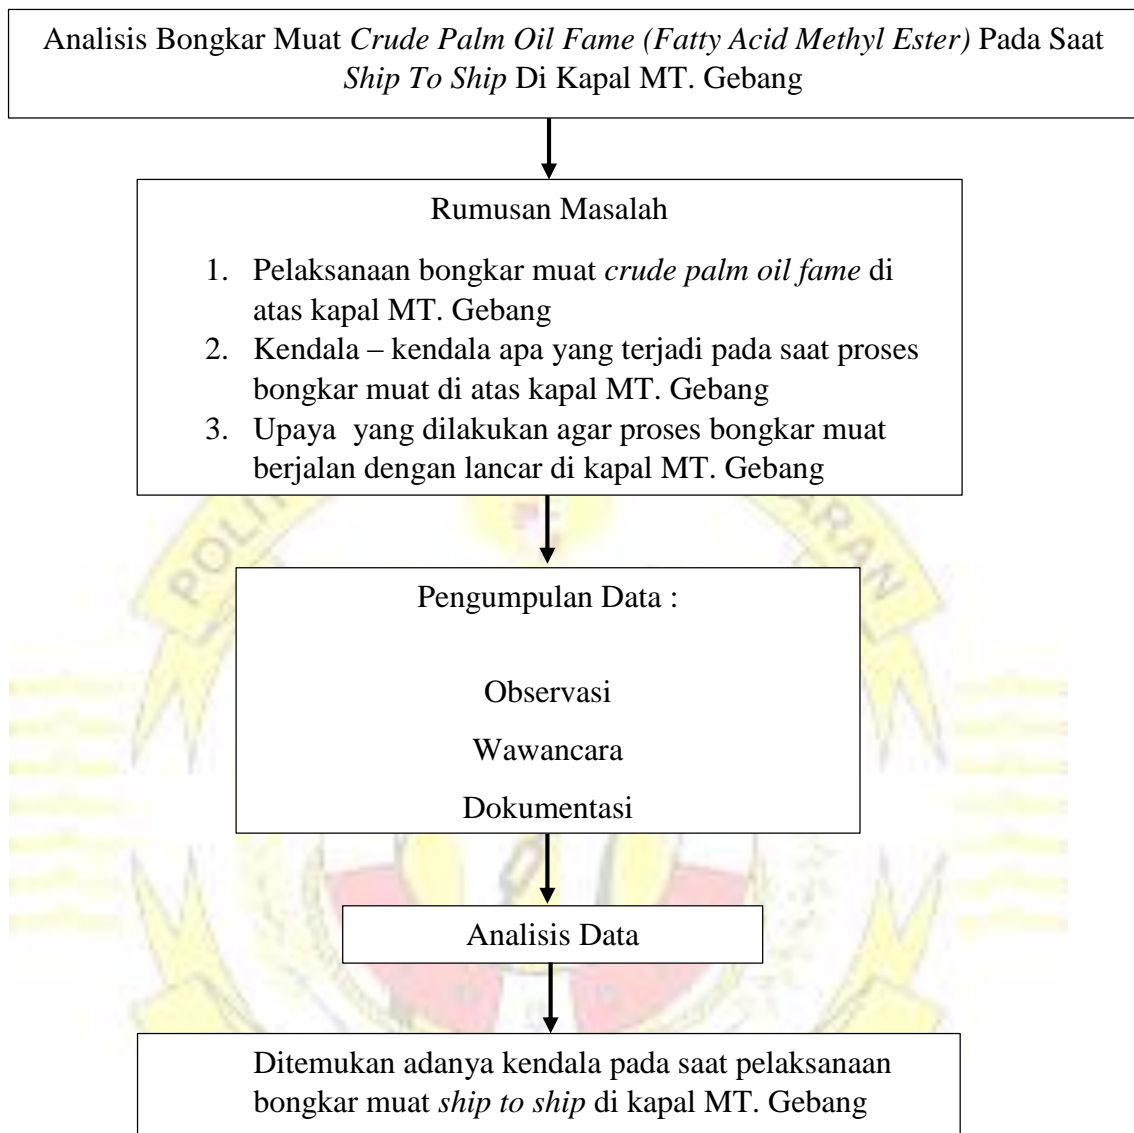 Analisis Bongkar Muat Crude Palm Oil Fame (Fatty Acid Methyl Ester) Pada Saat
Ship To Ship Di Kapal MT. Gebang
Rumusan Masalah
1. Pelaksanaan bongkar muat crude palm oil fame di
atas kapal MT. Gebang
2. Kendala – kendala apa yang terjadi pada saat proses
bongkar muat di atas kapal MT. Gebang
3. Upaya yang dilakukan agar proses bongkar muat
berjalan dengan lancar di kapal MT. Gebang
Pengumpulan Data :
Observasi
Wawancara
Dokumentasi
Analisis Data
Ditemukan adanya kendala pada saat pelaksanaan
bongkar muat ship to ship di kapal MT. Gebang